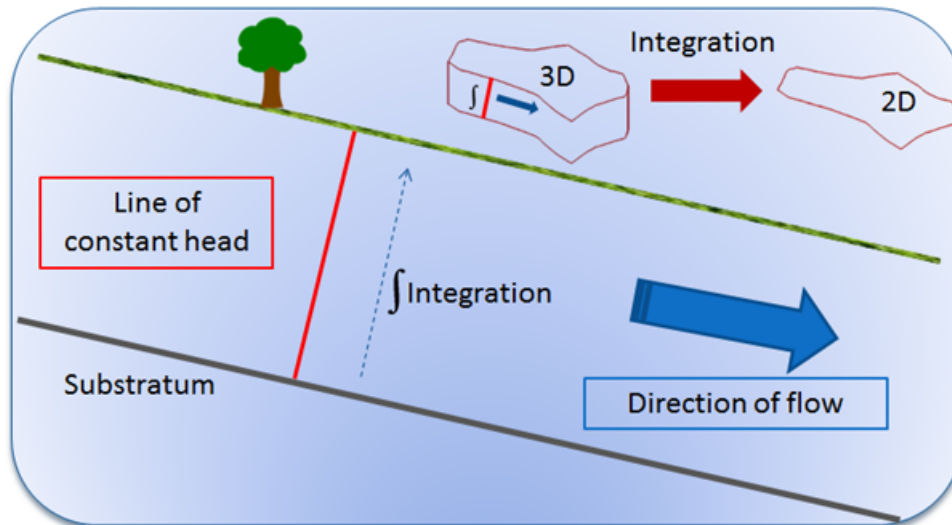 Integration
3D
∫
2D
Line of
constant head
∫Integration
Substratum
Direction of flow